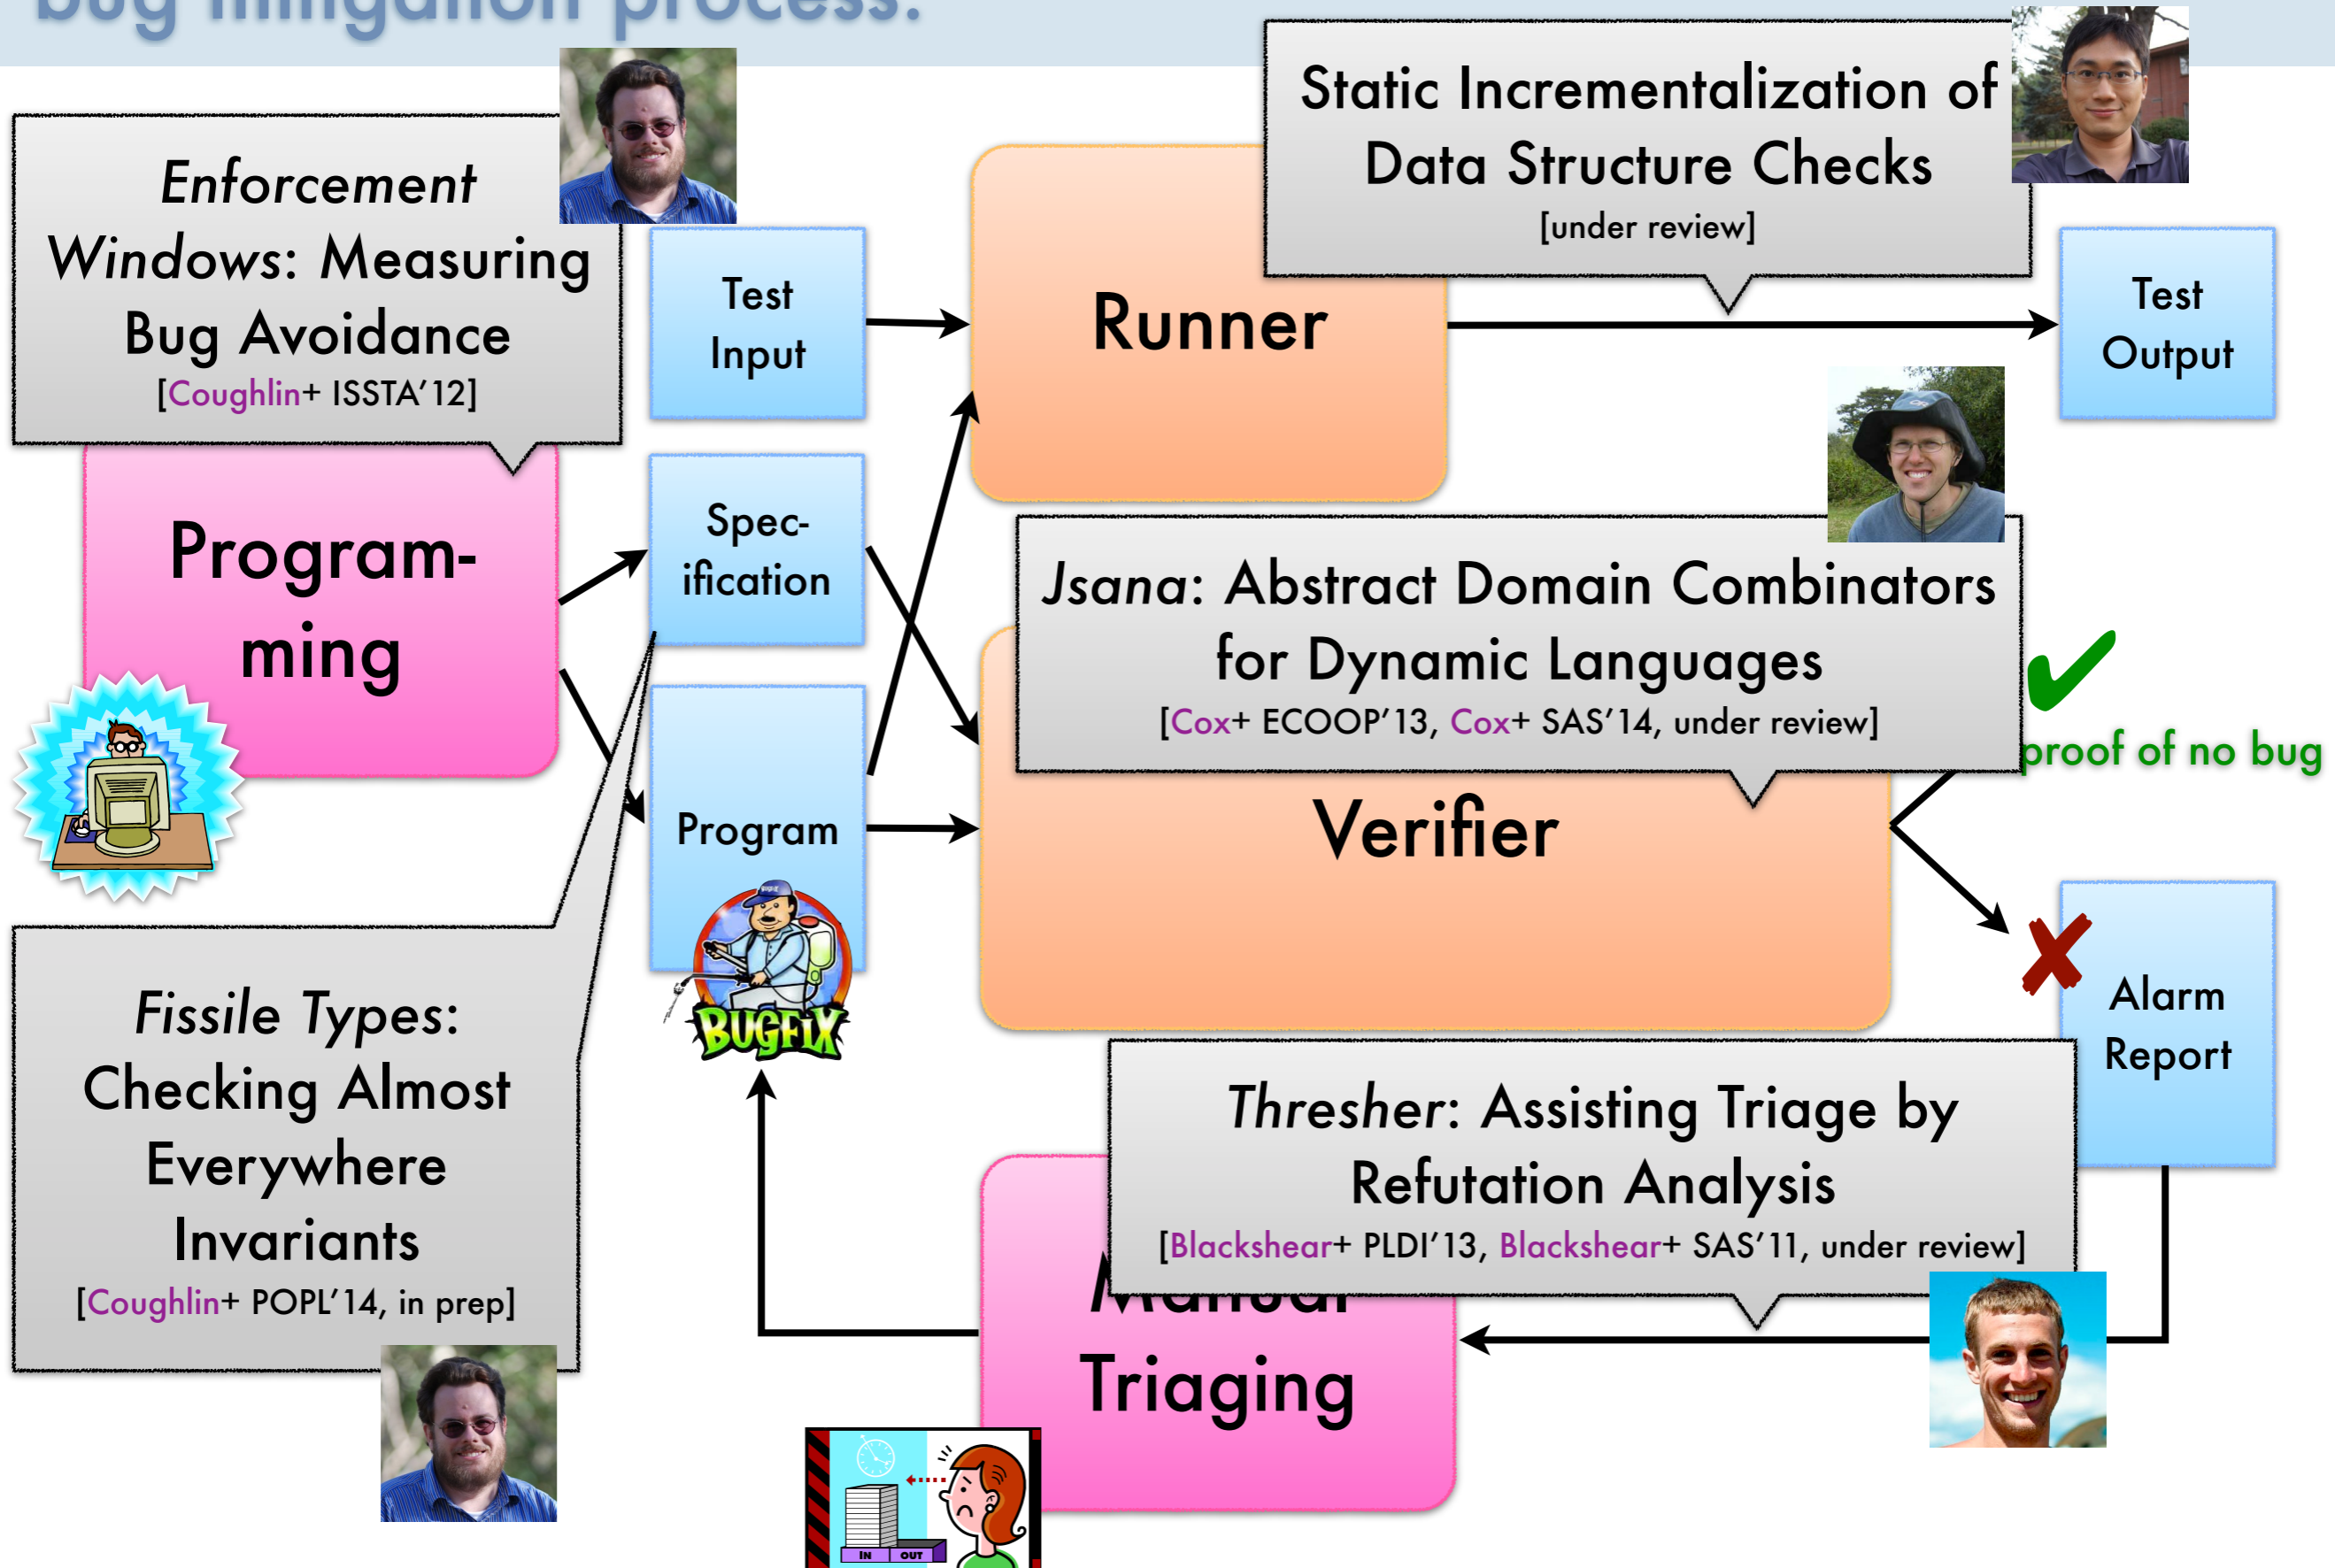 bug mitigation process.
Enforcement
Windows: Measuring
Bug Avoidance
[Coughlin+ ISSTA'12]
Static Incrementalization of
Data Structure Checks
[under review]
Test
Input
Runner
Test
Output
Program-
ming
Spec-
ification
Jsana: Abstract Domain Combinators
for Dynamic Languages
[Cox+ ECOOP'13, Cox+ SAS'14, under review]
✔
proof of no bug
Program
Verifier
BUGFIX
✘
Alarm
Report
Fissile Types:
Checking Almost
Everywhere
Invariants
[Coughlin+ POPL'14, in prep]
Thresher: Assisting Triage by
Refutation Analysis
[Blackshear+ PLDI'13, Blackshear+ SAS'11, under review]
Manual
Triaging
IN OUT